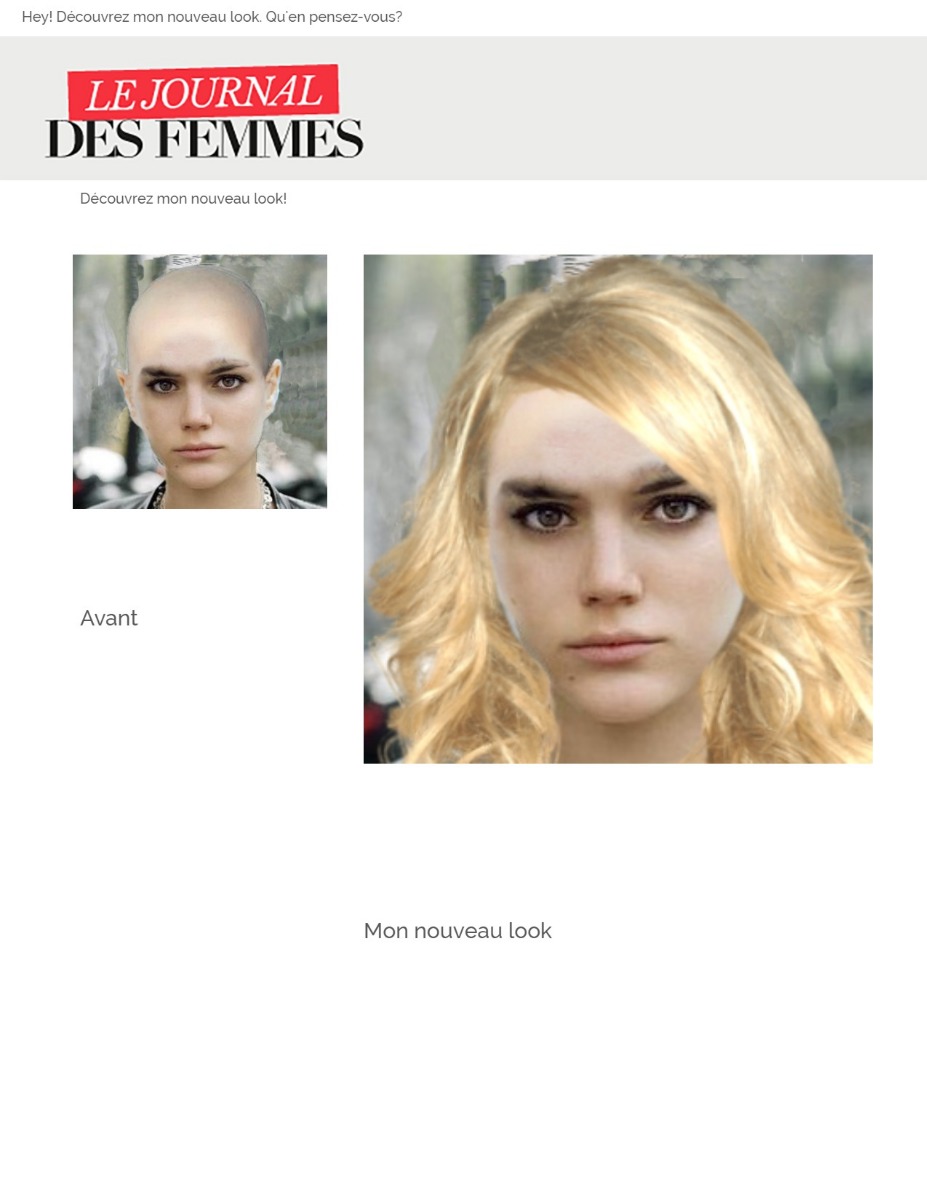 Hey! Découvrez mon nouveau look. Qu'en pensez-vous?
LE JOURNAL
DES FEMMES
Découvrez mon nouveau look!
Avant
Mon nouveau look